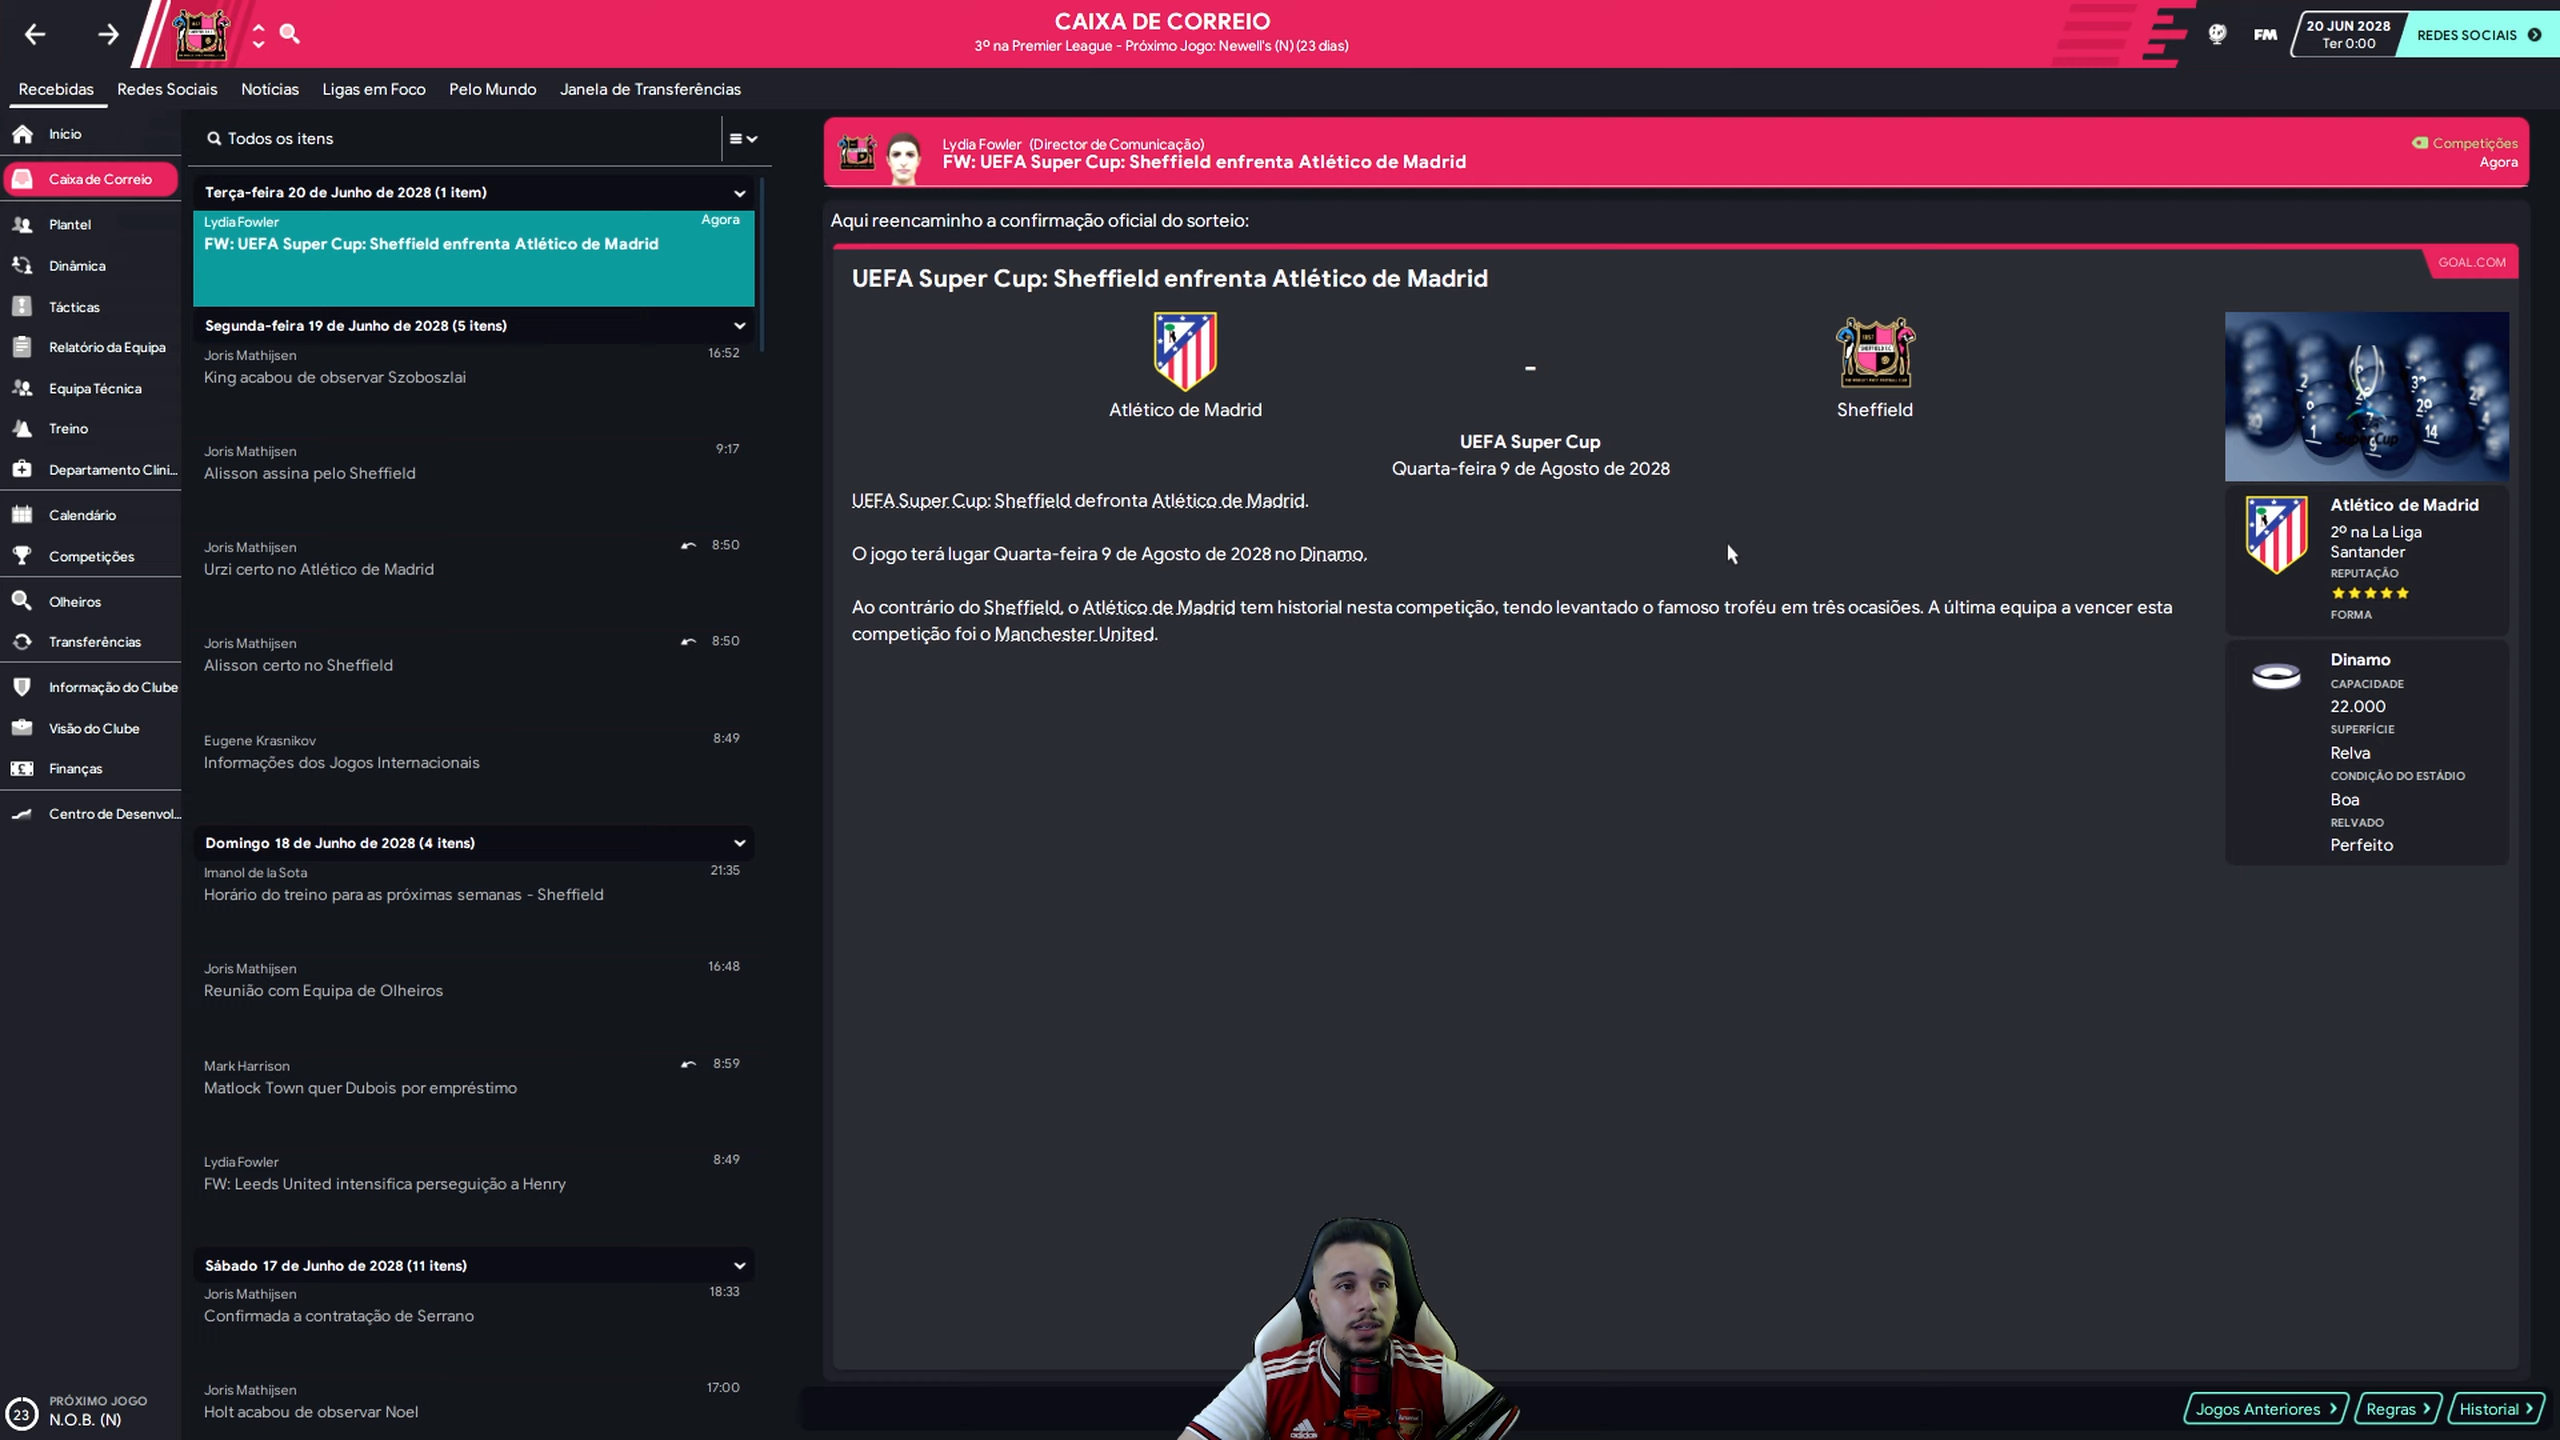 CAIXA DE CORREIO
3º na Premier League - Próximo Jogo: Newell's (N) (23 dias)
FM
20 JUN 2028
Ter 0:00
REDES SOCIAIS
Recebidas
Redes Sociais
Notícias
Ligas em Foco
Pelo Mundo
Janela de Transferências
Início
Caixa de Correio
Plantel
Dinâmica
Tácticas
Relatório da Equipa
Equipa Técnica
Treino
Departamento Clíni...
Calendário
Competições
Olheiros
Transferências
Informação do Clube
Visão do Clube
Finanças
Centro de Desenvol...
23
PRÓXIMO JOGO
N.O.B. (N)
Todos os itens
Terça-feira 20 de Junho de 2028 (1 item)
Lydia Fowler
Agora
FW: UEFA Super Cup: Sheffield enfrenta Atlético de Madrid
Segunda-feira 19 de Junho de 2028 (5 itens)
Joris Mathijsen
16:52
King acabou de observar Szoboszlai
Joris Mathijsen
9:17
Alisson assina pelo Sheffield
Joris Mathijsen
8:50
Urzi certo no Atlético de Madrid
Joris Mathijsen
8:50
Alisson certo no Sheffield
Eugene Krasnikov
8:49
Informações dos Jogos Internacionais
Domingo 18 de Junho de 2028 (4 itens)
Imanol de la Sota
21:35
Horário do treino para as próximas semanas - Sheffield
Joris Mathijsen
16:48
Reunião com Equipa de Olheiros
Mark Harrison
8:59
Matlock Town quer Dubois por empréstimo
Lydia Fowler
8:49
FW: Leeds United intensifica perseguição a Henry
Sábado 17 de Junho de 2028 (11 itens)
Joris Mathijsen
18:33
Confirmada a contratação de Serrano
Joris Mathijsen
17:00
Holt acabou de observar Noel
Lydia Fowler (Director de Comunicação)
FW: UEFA Super Cup: Sheffield enfrenta Atlético de Madrid
Competições
Agora
Aqui reencaminho a confirmação oficial do sorteio:
GOAL.COM
UEFA Super Cup: Sheffield enfrenta Atlético de Madrid
Atlético de Madrid
-
Sheffield
UEFA Super Cup
Quarta-feira 9 de Agosto de 2028
UEFA Super Cup: Sheffield defronta Atlético de Madrid.
O jogo terá lugar Quarta-feira 9 de Agosto de 2028 no Dinamo.
Ao contrário do Sheffield, o Atlético de Madrid tem historial nesta competição, tendo levantado o famoso troféu em três ocasiões. A última equipa a vencer esta
competição foi o Manchester United.
Atlético de Madrid
2º na La Liga
Santander
REPUTAÇÃO
FORMA
Dinamo
CAPACIDADE
22.000
SUPERFÍCIE
Relva
CONDIÇÃO DO ESTÁDIO
Boa
RELVADO
Perfeito
Jogos Anteriores
Regras
Historial
adidas